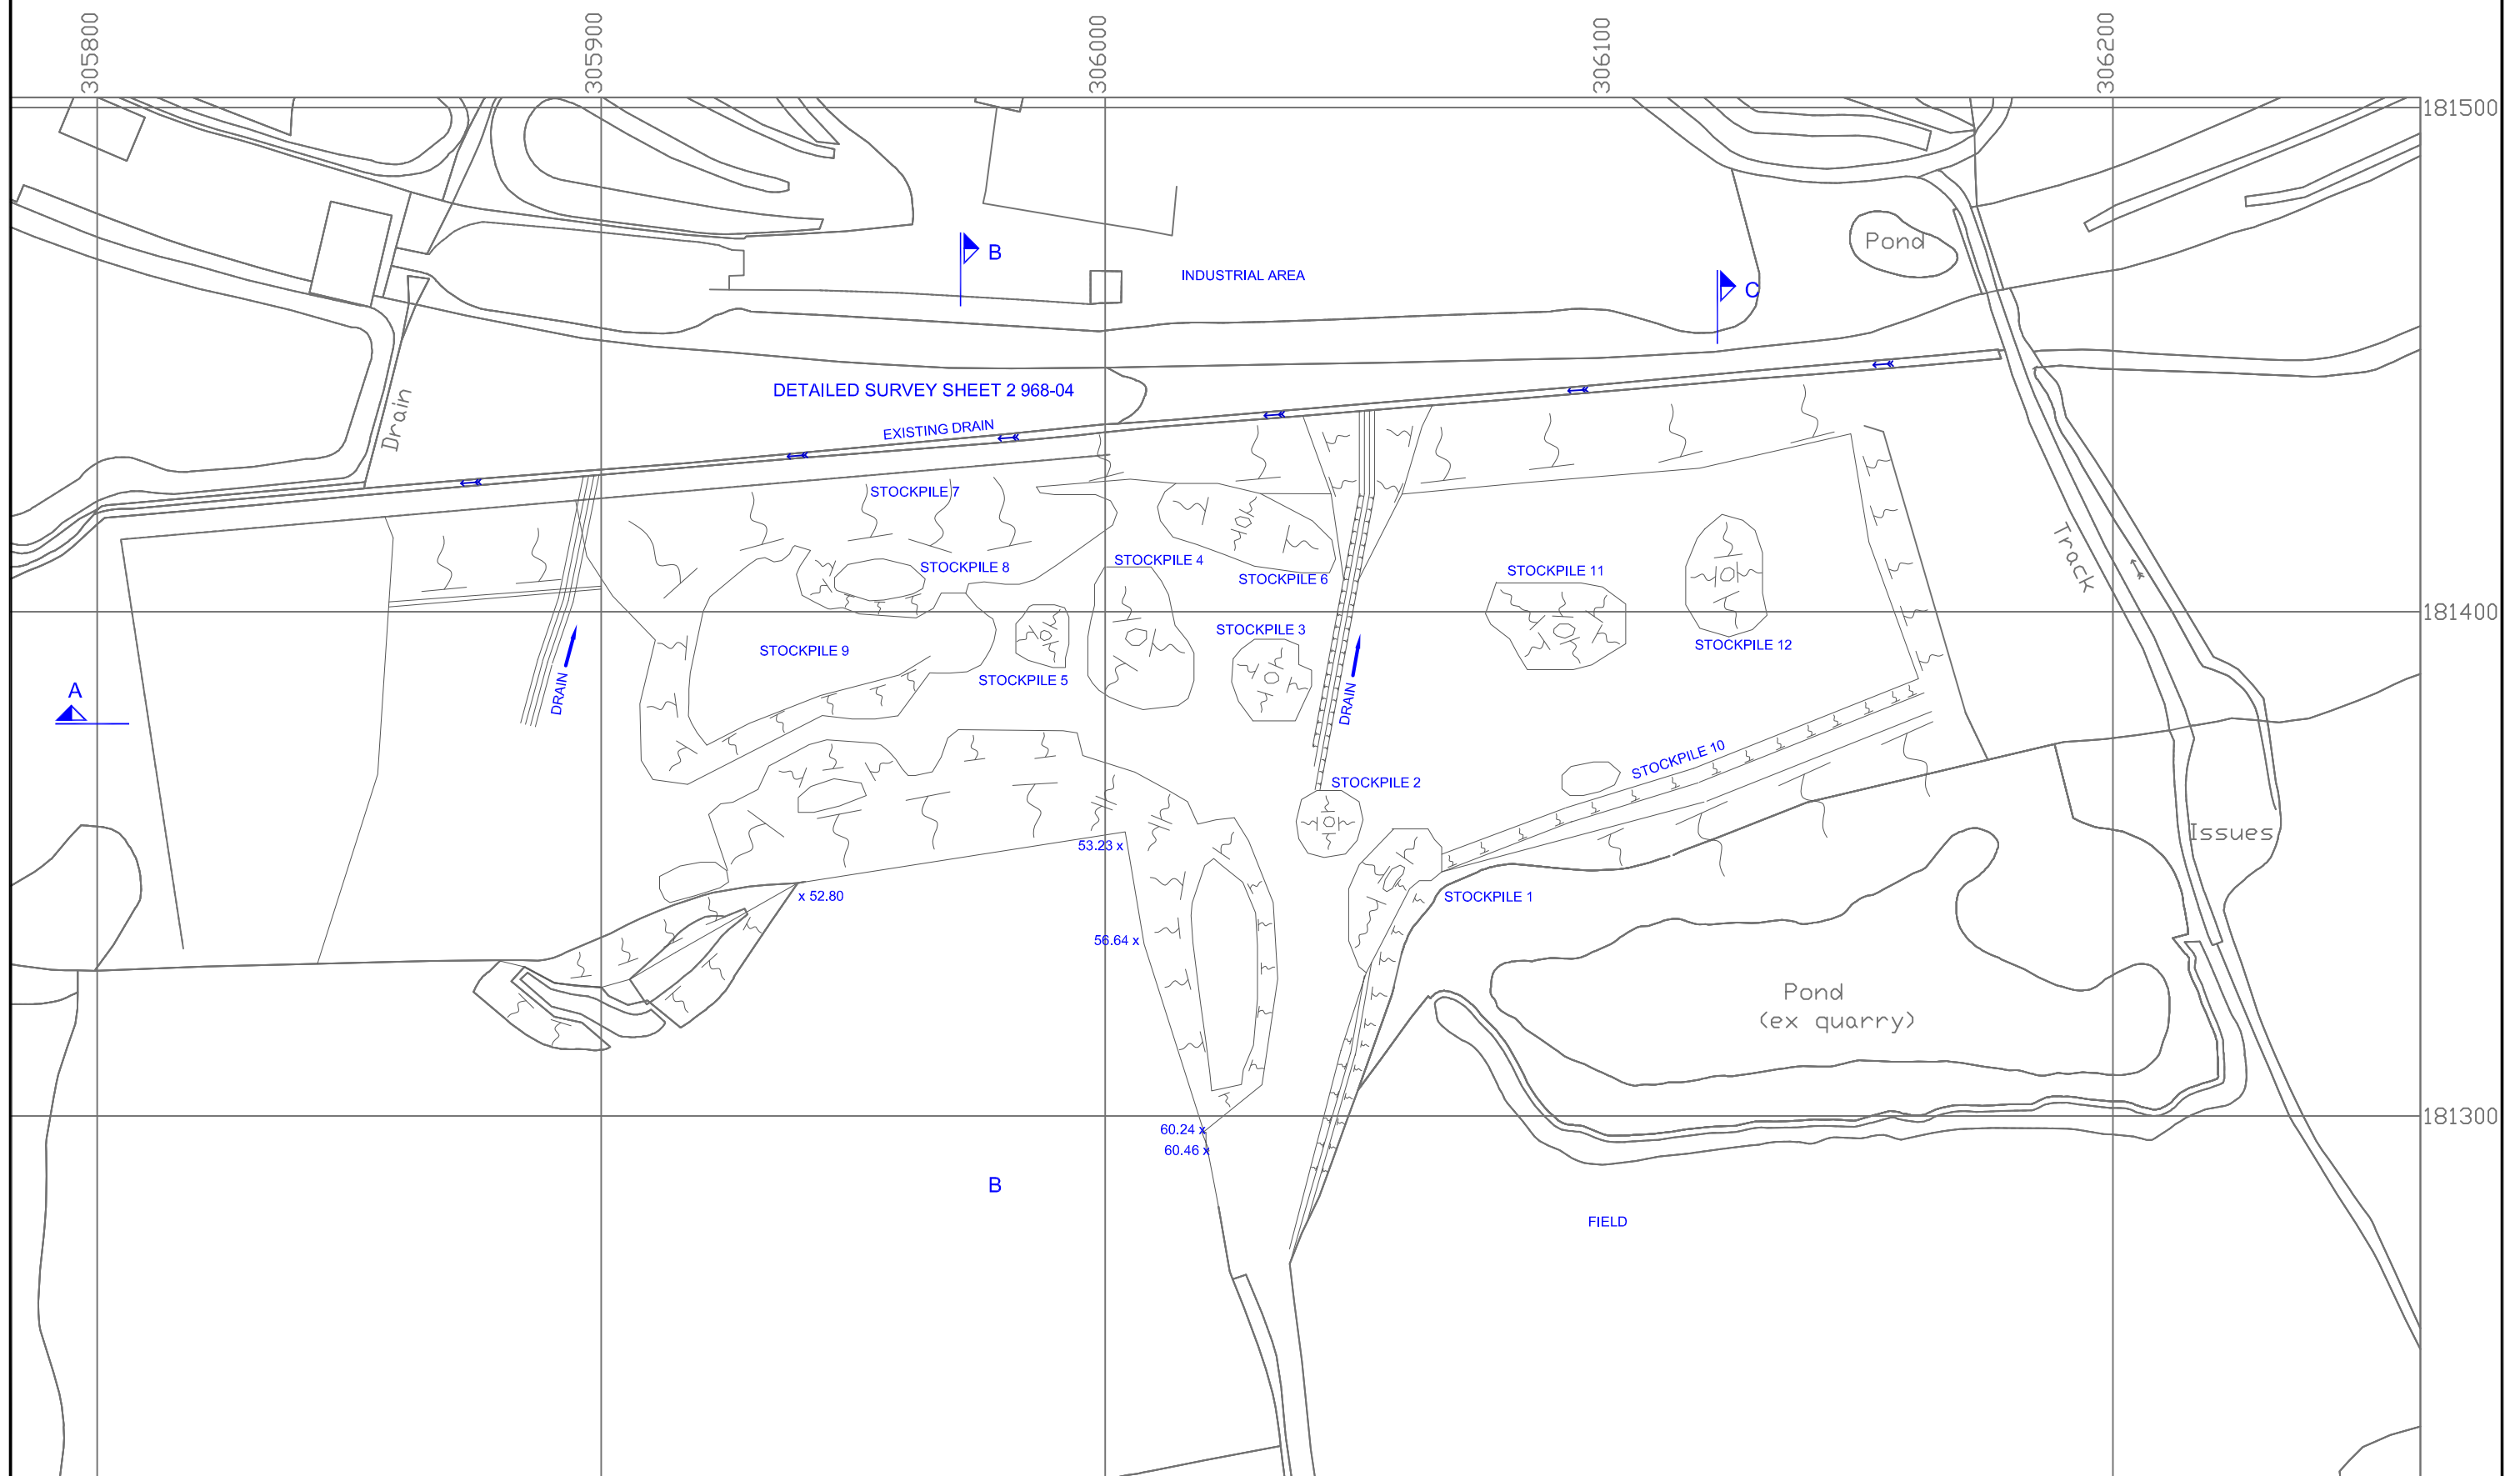 305800
305900
306000
306100
306200
181500
Pond
B
INDUSTRIAL AREA
C
DETAILED SURVEY SHEET 2 968-04
Drain
EXISTING DRAIN
STOCKPILE 7
STOCKPILE 8
STOCKPILE 4
STOCKPILE 6
STOCKPILE 11
Track
181400
STOCKPILE 3
STOCKPILE 12
STOCKPILE 9
STOCKPILE 5
A
DRAIN
DRAIN
STOCKPILE 10
STOCKPILE 2
Issues
53.23 x
x 52.80
STOCKPILE 1
56.64 x
Pond
(ex quarry)
181300
60.24 x
60.46 x
B
FIELD